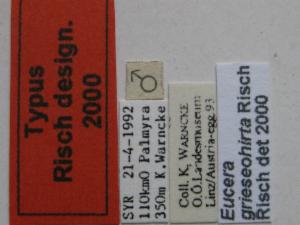 Typus
Risch design.
2000
♂
SYR 21-4-1992
110kmO Palmyra
350m K.Warncke
Coll. K. WARNCKE
O.Ö.Landesmuseum
Linz/Austria-egg.93
Eucera
grieseohirta Risch
Risch det 2000